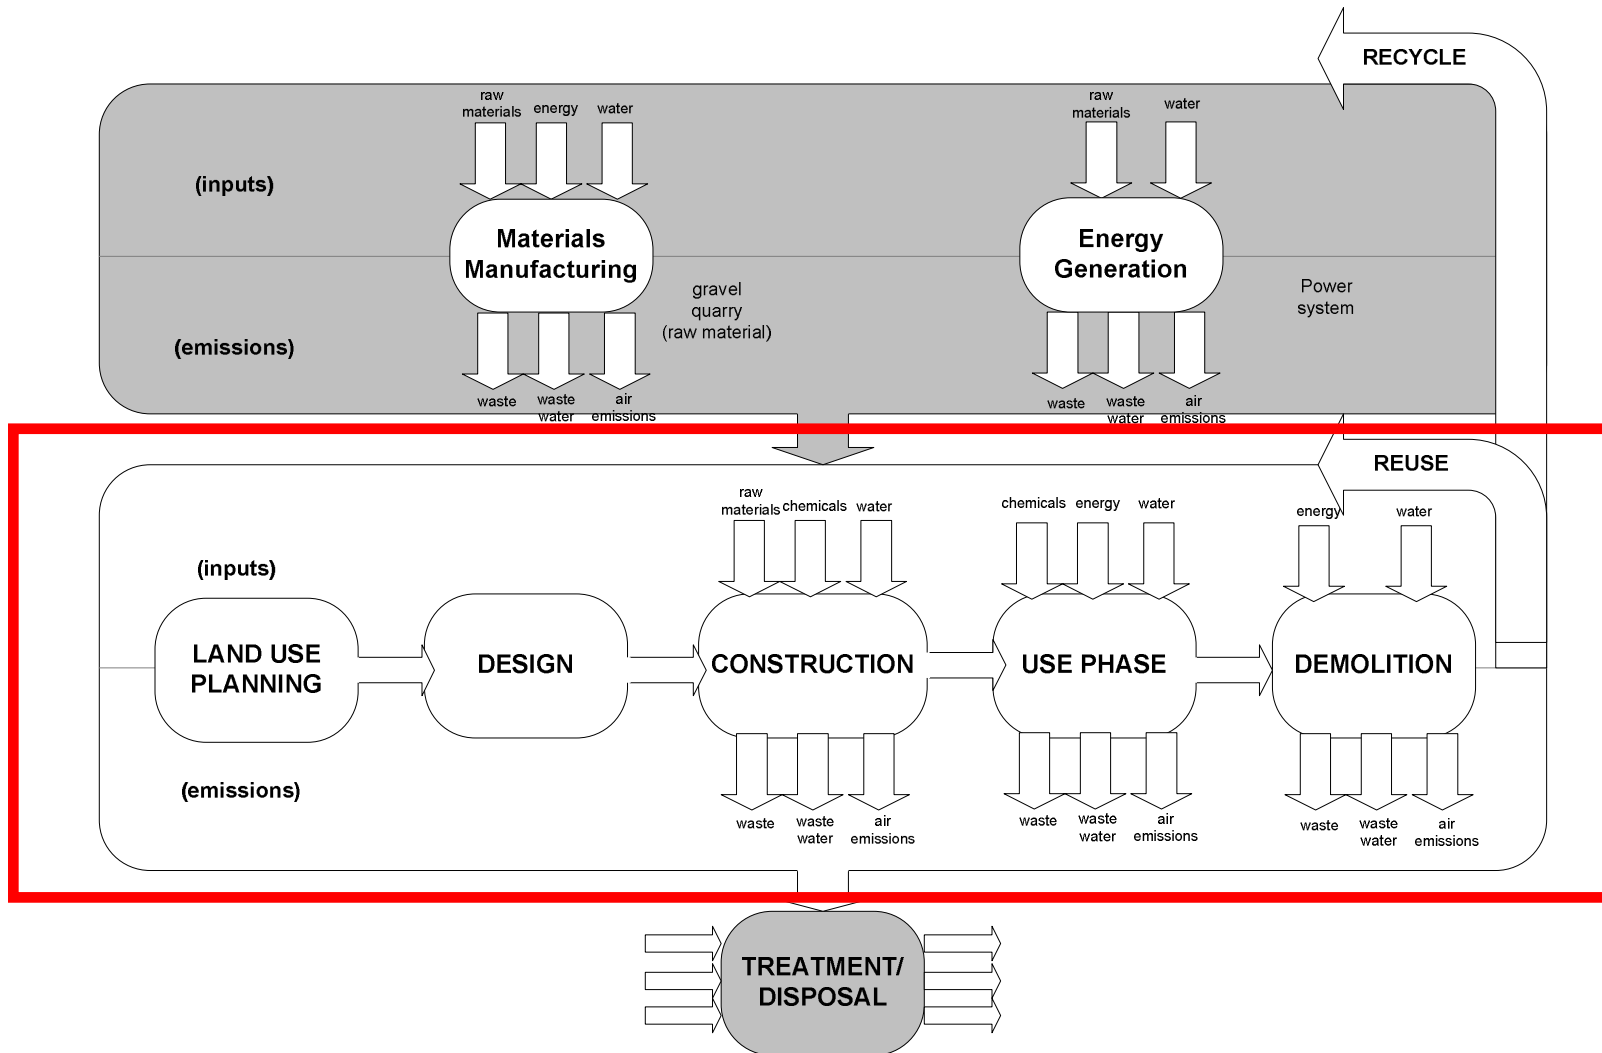 RECYCLE
raw
materials
energy
water
raw
materials
water
(inputs)
Materials
Manufacturing
Energy
Generation
gravel
quarry
(raw material)
Power
system
(emissions)
waste
waste
water
air
emissions
waste
waste
water
air
emissions
REUSE
raw
materials
chemicals
water
chemicals
energy
water
energy
water
(inputs)
LAND USE
PLANNING
DESIGN
CONSTRUCTION
USE PHASE
DEMOLITION
(emissions)
waste
waste
water
air
emissions
waste
waste
water
air
emissions
waste
waste
water
air
emissions
TREATMENT/
DISPOSAL